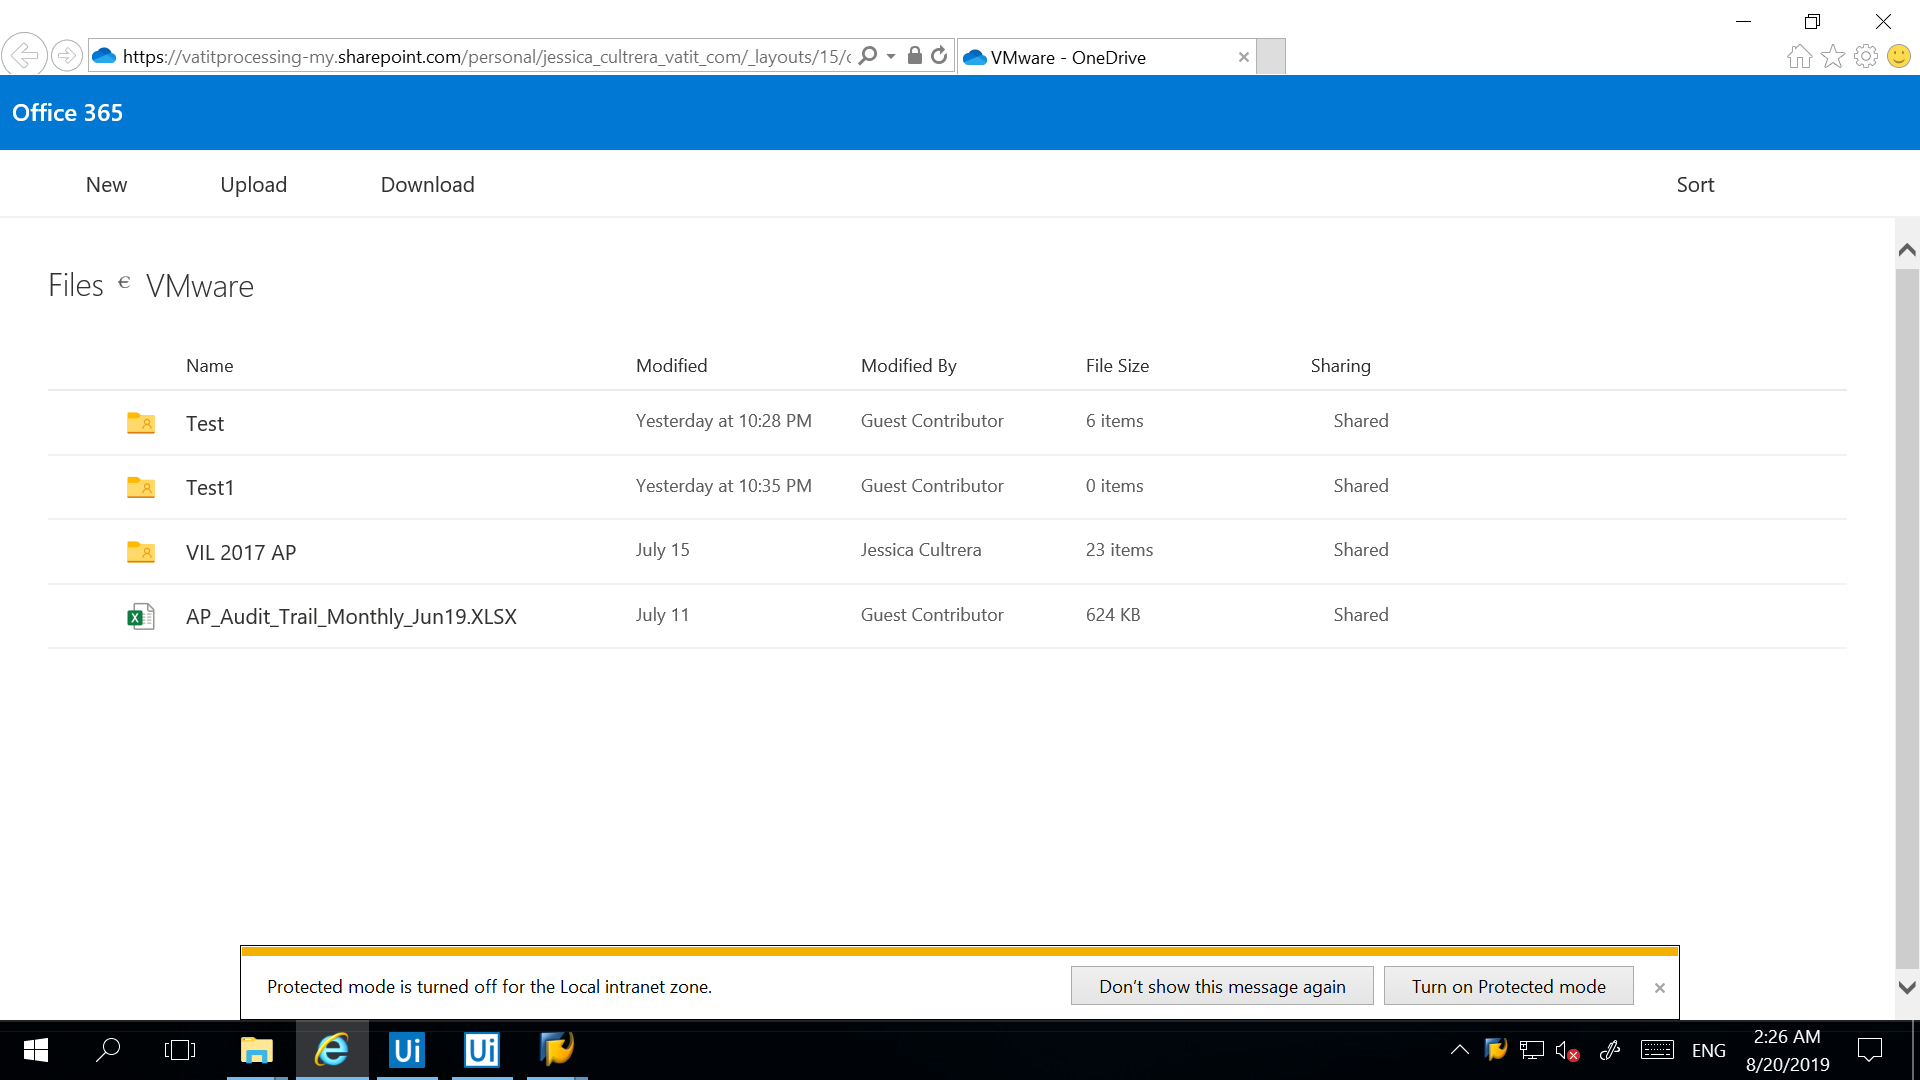 https://vatitprocessing-my.sharepoint.com/personal/jessica_cultrera_vatit_com/_layouts/15/c
VMware - OneDrive
Office 365
New Upload Download Sort
Files € VMware
Name Modified Modified By File Size Sharing
Test Yesterday at 10:28 PM Guest Contributor 6 items Shared
Test1 Yesterday at 10:35 PM Guest Contributor 0 items Shared
VIL 2017 AP July 15 Jessica Cultrera 23 items Shared
AP_Audit_Trail_Monthly_Jun19.XLSX July 11 Guest Contributor 624 KB Shared
Protected mode is turned off for the Local intranet zone. Don't show this message again Turn on Protected mode
Ui Ui ENG 2:26 AM
8/20/2019